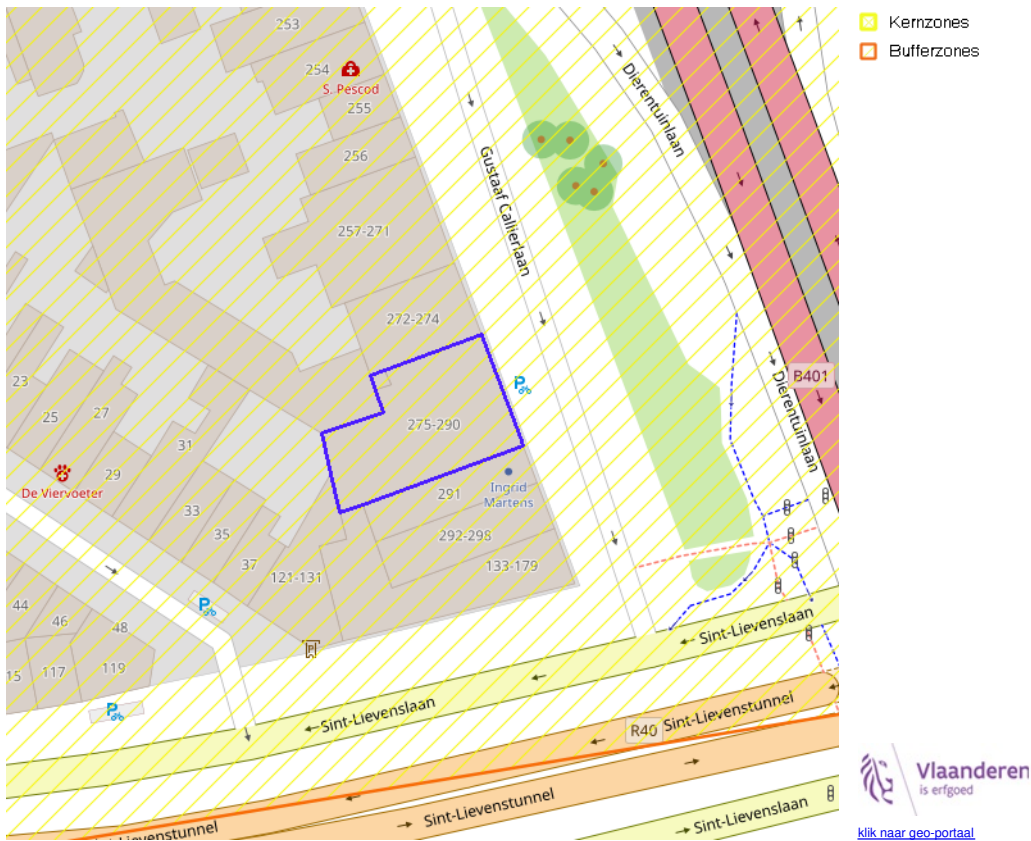 Kernzones
Bufferzones
253
254
S. Pescod
255
256
257-271
272-274
275-290
291
Ingrid
Martens
292-298
133-179
Gustaaf Callierlaan
Dierentuinlaan
B401
Dierentuinlaan
23
25
27
29
31
33
35
37
121-131
De Viervoeter
44
46
48
15
117
119
P
P
P
P
Sint-Lievenslaan
Sint-Lievenslaan
R40
Sint-Lievenstunnel
Sint-Lievenstunnel
Sint-Lievenslaan
Vlaanderen
is erfgoed
klik naar geo-portaal